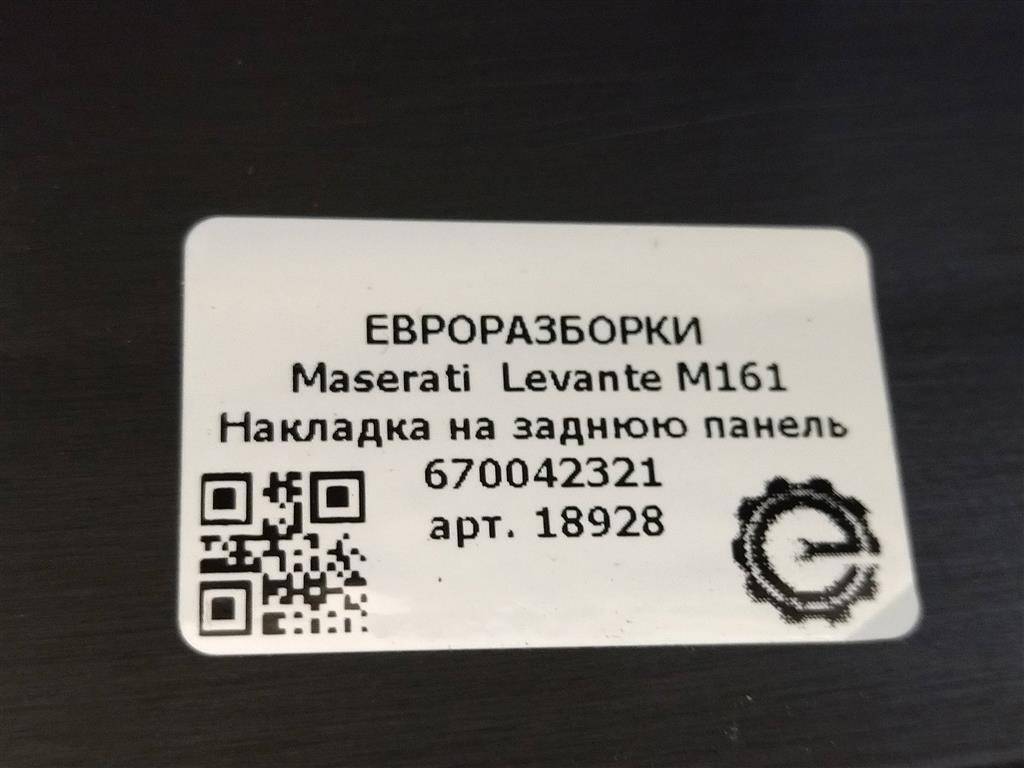 ЕВРОРАЗБОРКИ
Maserati Levante M161
Накладка на заднюю панель
670042321
арт. 18928